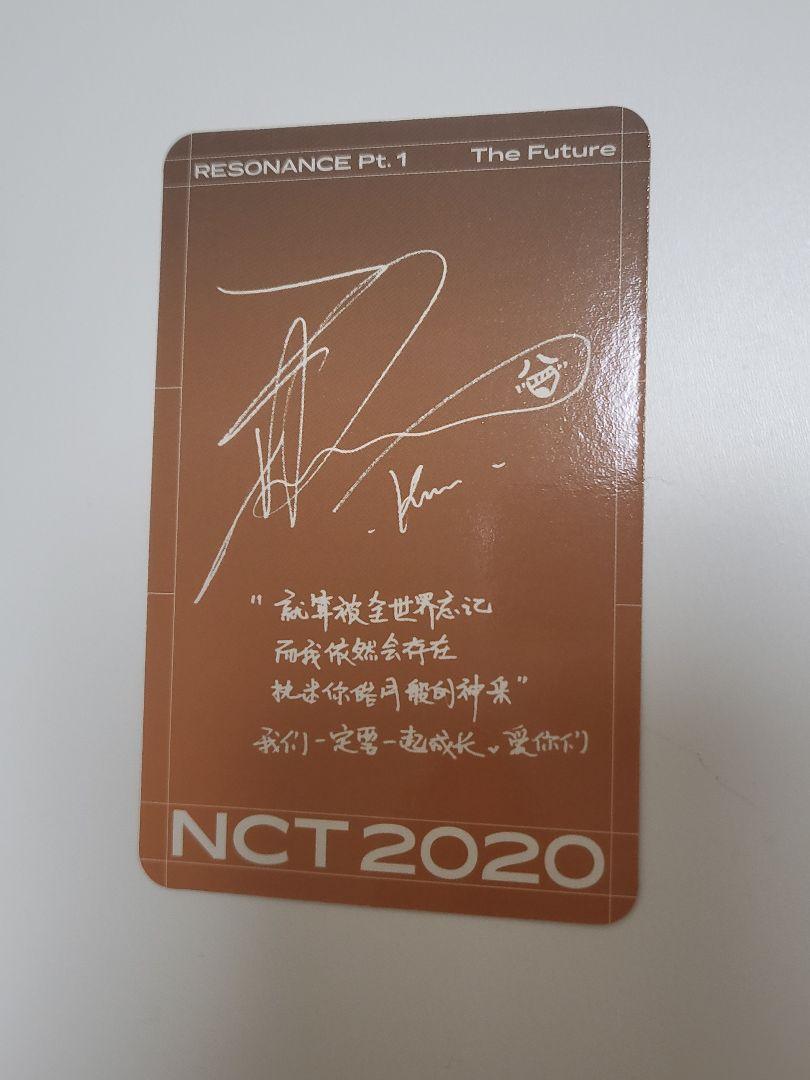 RESONANCE Pt. 1 The Future
Kun
"就算被全世界忘记
而我依然会存在
执迷你皓月般的神采"
我们一定要一起成长。爱你们
NCT 2020